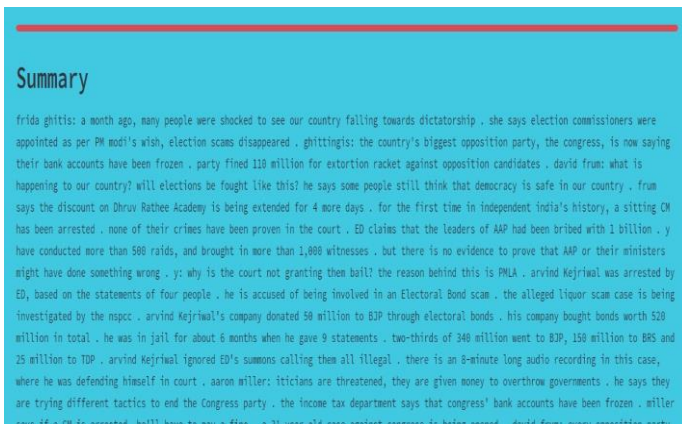 Summary
frida ghitis: a month ago, many people were shocked to see our country falling towards dictatorship . she says election commissioners were
appointed as per PM modi's wish, election scams disappeared . ghittingis: the country's biggest opposition party, the congress, is now saying
their bank accounts have been frozen . party fined 110 million for extortion racket against opposition candidates . david frum: what is
happening to our country? will elections be fought like this? he says some people still think that democracy is safe in our country . frum
says the discount on Dhruv Rathee Academy is being extended for 4 more days . for the first time in independent india's history, a sitting CM
has been arrested . none of their crimes have been proven in the court . ED claims that the leaders of AAP had been bribed with 1 billion . y
have conducted more than 500 raids, and brought in more than 1,000 witnesses . but there is no evidence to prove that AAP or their ministers
might have done something wrong . y: why is the court not granting them bail? the reason behind this is PMLA . arvind Kejriwal was arrested by
ED, based on the statements of four people . he is accused of being involved in an Electoral Bond scam . the alleged liquor scam case is being
investigated by the nspcc . arvind Kejriwal's company donated 50 million to BJP through electoral bonds . his company bought bonds worth 520
million in total . he was in jail for about 6 months when he gave 9 statements . two-thirds of 340 million went to BJP, 150 million to BRS and
25 million to TDP . arvind Kejriwal ignored ED's summons calling them all illegal . there is an 8-minute long audio recording in this case,
where he was defending himself in court . aaron miller: iticians are threatened, they are given money to overthrow governments . he says they
are trying different tactics to end the Congress party . the income tax department says that congress' bank accounts have been frozen . miller